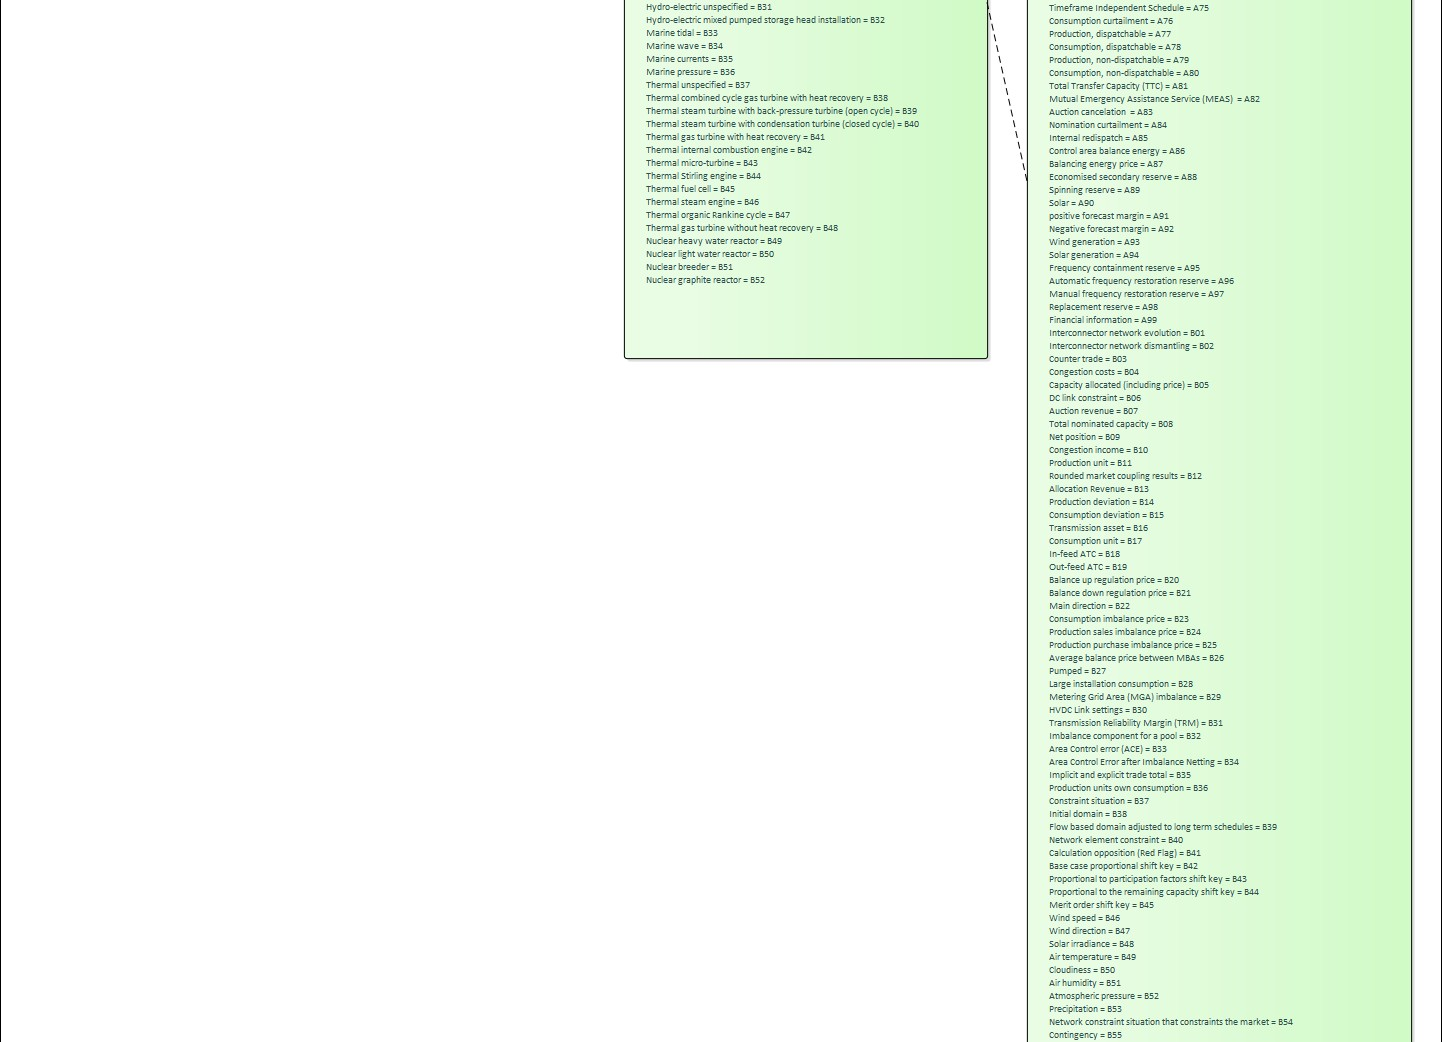 Hydro-electric unspecified = B31
Hydro-electric mixed pumped storage head installation = B32
Marine tidal = B33
Marine wave = B34
Marine currents = B35
Marine pressure = B36
Thermal unspecified = B37
Thermal combined cycle gas turbine with heat recovery = B38
Thermal steam turbine with back-pressure turbine (open cycle) = B39
Thermal steam turbine with condensation turbine (closed cycle) = B40
Thermal gas turbine with heat recovery = B41
Thermal internal combustion engine = B42
Thermal micro-turbine = B43
Thermal Stirling engine = B44
Thermal fuel cell = B45
Thermal steam engine = B46
Thermal organic Rankine cycle = B47
Thermal gas turbine without heat recovery = B48
Nuclear heavy water reactor = B49
Nuclear light water reactor = B50
Nuclear breeder = B51
Nuclear graphite reactor = B52
Timeframe Independent Schedule = A75
Consumption curtailment = A76
Production, dispatchable = A77
Consumption, dispatchable = A78
Production, non-dispatchable = A79
Consumption, non-dispatchable = A80
Total Transfer Capacity (TTC) = A81
Mutual Emergency Assistance Service (MEAS)  = A82
Auction cancelation  = A83
Nomination curtailment = A84
Internal redispatch = A85
Control area balance energy = A86
Balancing energy price = A87
Economised secondary reserve = A88
Spinning reserve = A89
Solar = A90
positive forecast margin = A91
Negative forecast margin = A92
Wind generation = A93
Solar generation = A94
Frequency containment reserve = A95
Automatic frequency restoration reserve = A96
Manual frequency restoration reserve = A97
Replacement reserve = A98
Financial information = A99
Interconnector network evolution = B01
Interconnector network dismantling = B02
Counter trade = B03
Congestion costs = B04
Capacity allocated (including price) = B05
DC link constraint = B06
Auction revenue = B07
Total nominated capacity = B08
Net position = B09
Congestion income = B10
Production unit = B11
Rounded market coupling results = B12
Allocation Revenue = B13
Production deviation = B14
Consumption deviation = B15
Transmission asset = B16
Consumption unit = B17
In-feed ATC = B18
Out-feed ATC = B19
Balance up regulation price = B20
Balance down regulation price = B21
Main direction = B22
Consumption imbalance price = B23
Production sales imbalance price = B24
Production purchase imbalance price = B25
Average balance price between MBAs = B26
Pumped = B27
Large installation consumption = B28
Metering Grid Area (MGA) imbalance = B29
HVDC Link settings = B30
Transmission Reliability Margin (TRM) = B31
Imbalance component for a pool = B32
Area Control error (ACE) = B33
Area Control Error after Imbalance Netting = B34
Implicit and explicit trade total = B35
Production units own consumption = B36
Constraint situation = B37
Initial domain = B38
Flow based domain adjusted to long term schedules = B39
Network element constraint = B40
Calculation opposition (Red Flag) = B41
Base case proportional shift key = B42
Proportional to participation factors shift key = B43
Proportional to the remaining capacity shift key = B44
Merit order shift key = B45
Wind speed = B46
Wind direction = B47
Solar irradiance = B48
Air temperature = B49
Cloudiness = B50
Air humidity = B51
Atmospheric pressure = B52
Precipitation = B53
Network constraint situation that constraints the market = B54
Contingency = B55